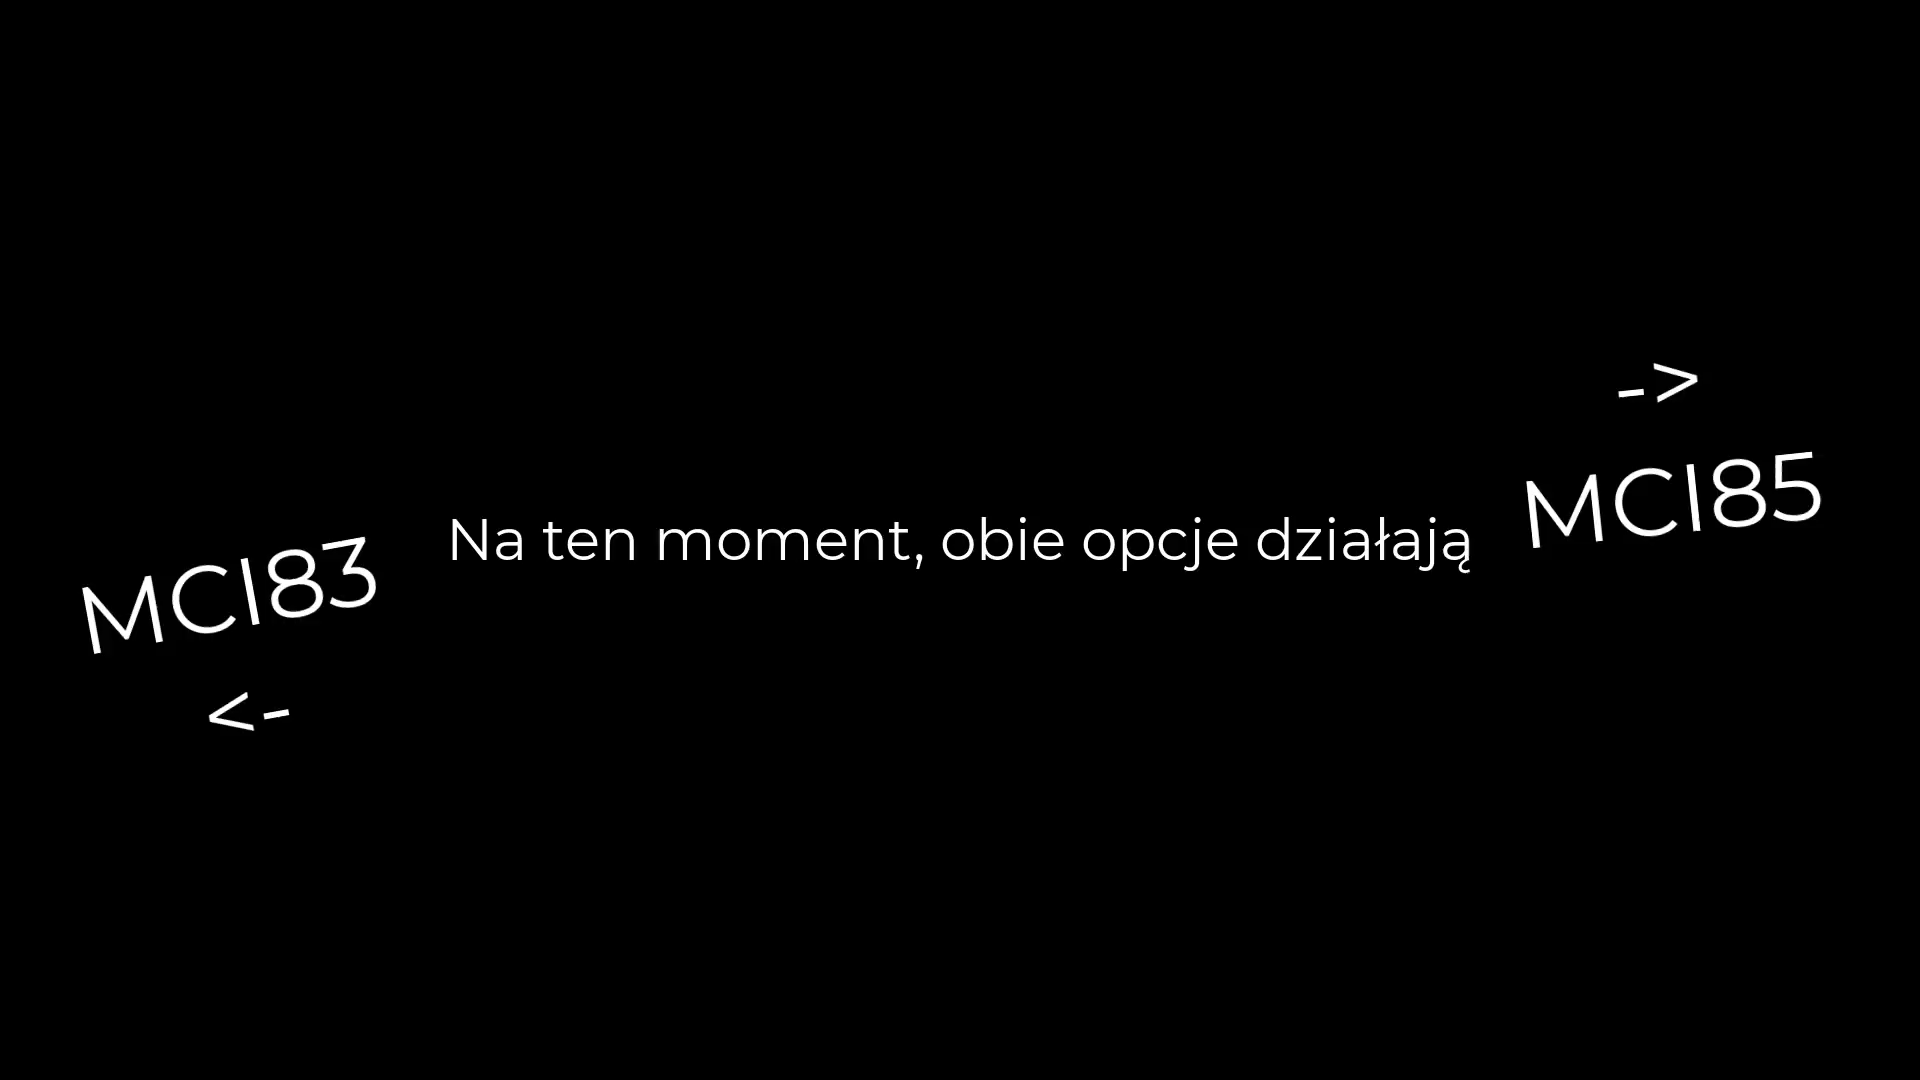 MCI83
<-
Na ten moment, obie opcje działają
->
MCI85